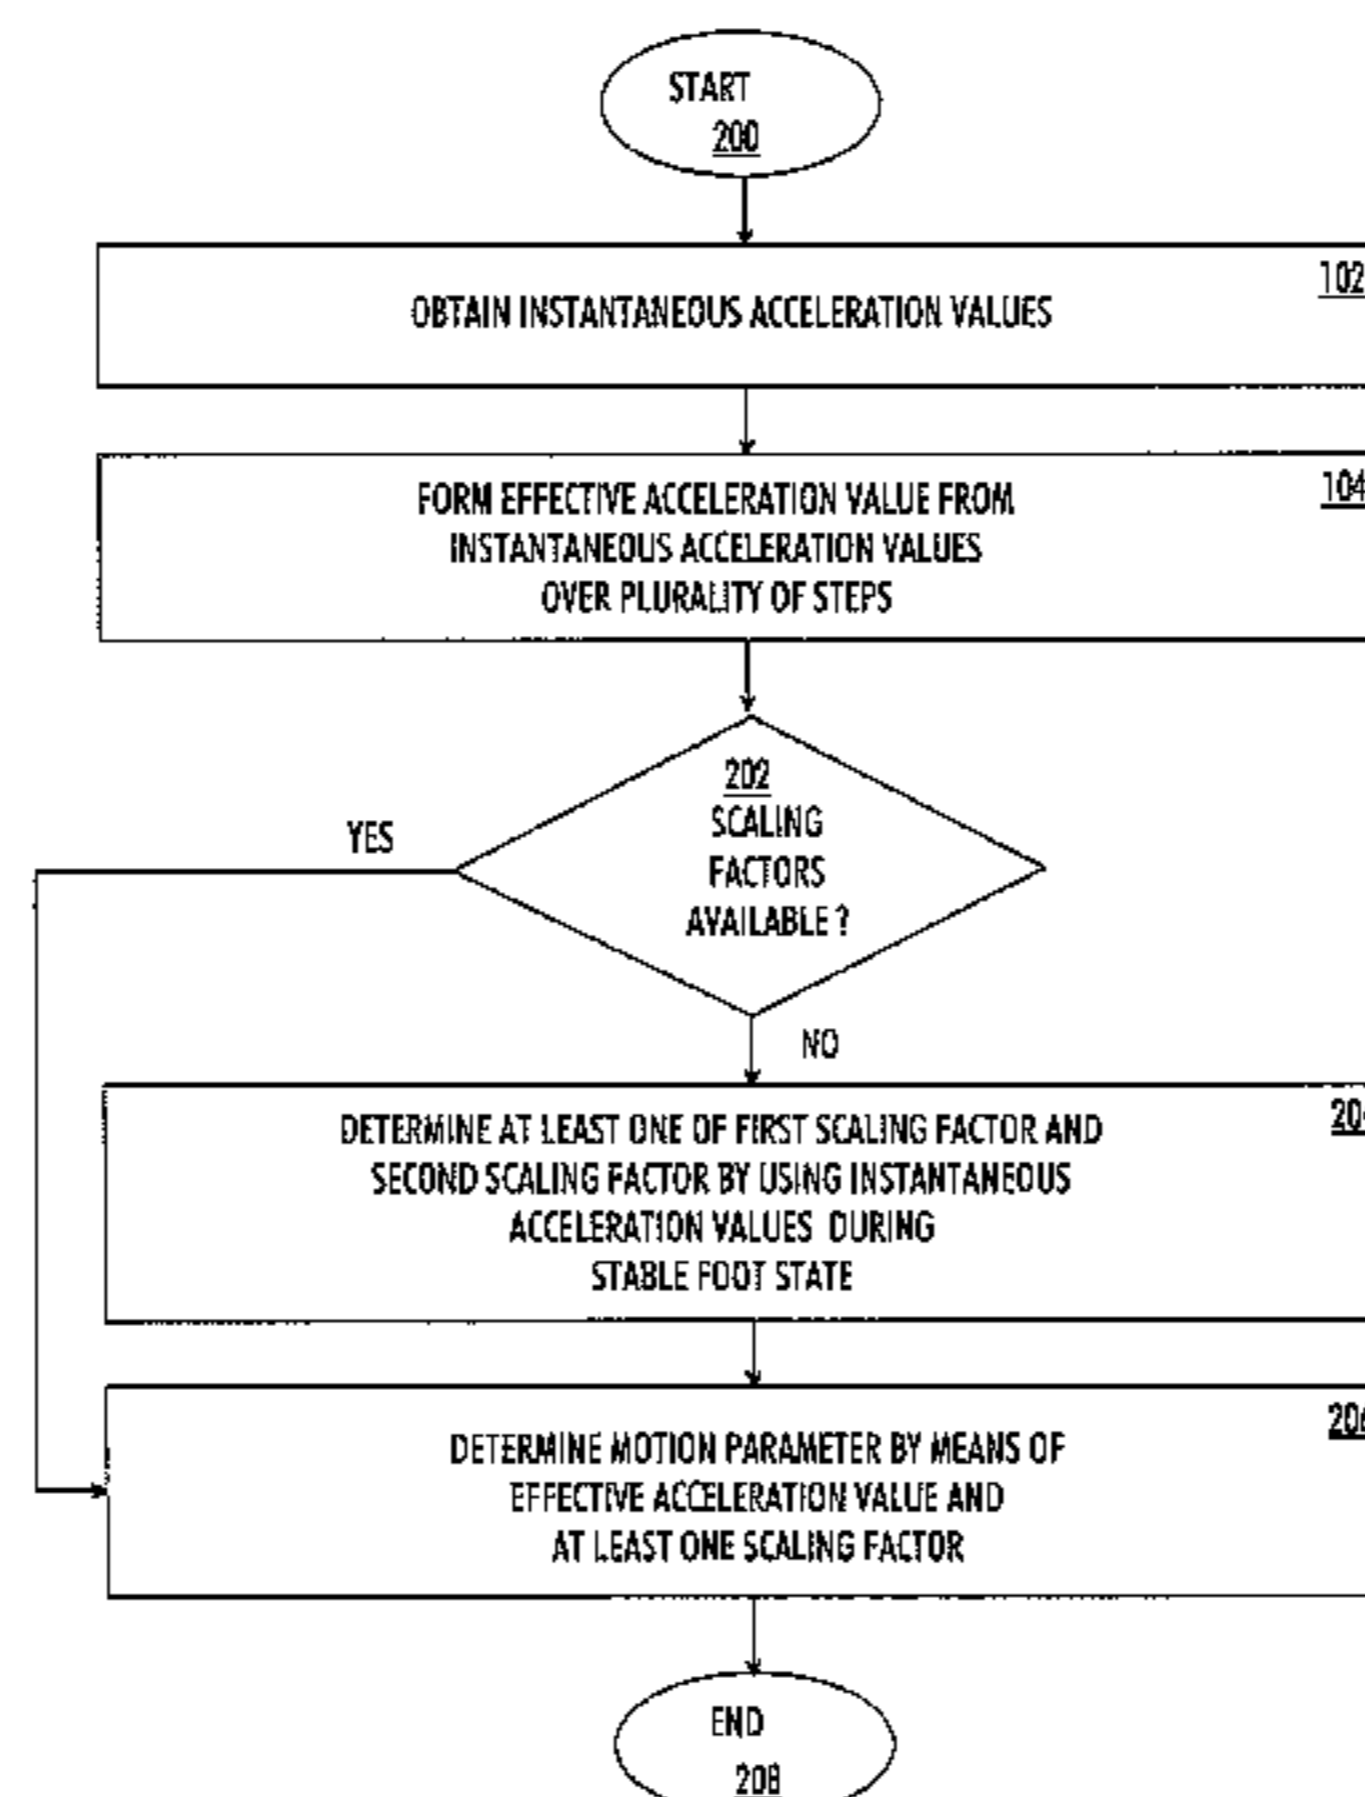 START
200
102
OBTAIN INSTANTANEOUS ACCELERATION VALUES
104
FORM EFFECTIVE ACCELERATION VALUE FROM
INSTANTANEOUS ACCELERATION VALUES
OVER PLURALITY OF STEPS
202
SCALING
FACTORS
AVAILABLE ?
YES
NO
DETERMINE AT LEAST ONE OF FIRST SCALING FACTOR AND
SECOND SCALING FACTOR BY USING INSTANTANEOUS
ACCELERATION VALUES DURING
STABLE FOOT STATE
206
DETERMINE MOTION PARAMETER BY MEANS OF
EFFECTIVE ACCELERATION VALUE AND
AT LEAST ONE SCALING FACTOR
END
208